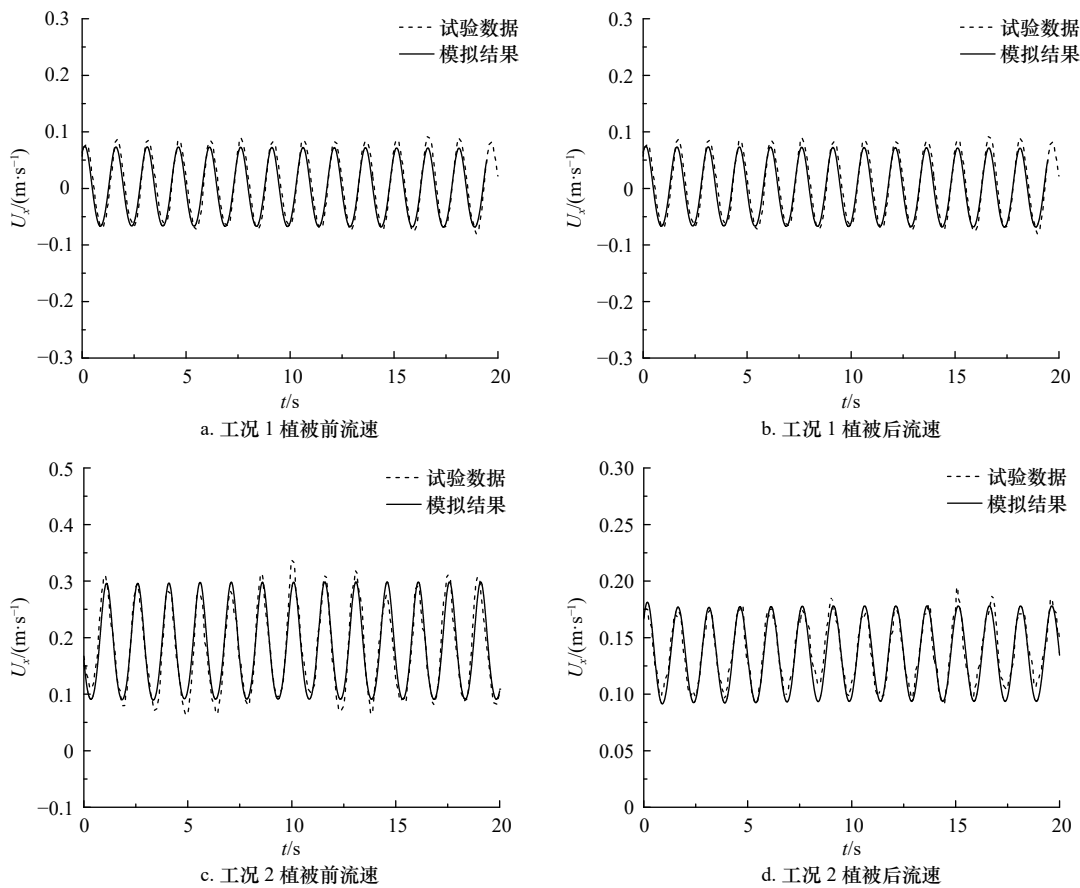 0.3
0.2
0.1
0
−0.1
−0.2
−0.3
Uₓ/(m·s⁻¹)
试验数据
模拟结果
0 5 10 15 20
t/s
a. 工况 1 植被前流速
0.3
0.2
0.1
0
−0.1
−0.2
−0.3
Uₓ/(m·s⁻¹)
试验数据
模拟结果
0 5 10 15 20
t/s
b. 工况 1 植被后流速
0.5
0.4
0.3
0.2
0.1
0
−0.1
Uₓ/(m·s⁻¹)
试验数据
模拟结果
0 5 10 15 20
t/s
c. 工况 2 植被前流速
0.30
0.25
0.20
0.15
0.10
0.05
0
Uₓ/(m·s⁻¹)
试验数据
模拟结果
0 5 10 15 20
t/s
d. 工况 2 植被后流速